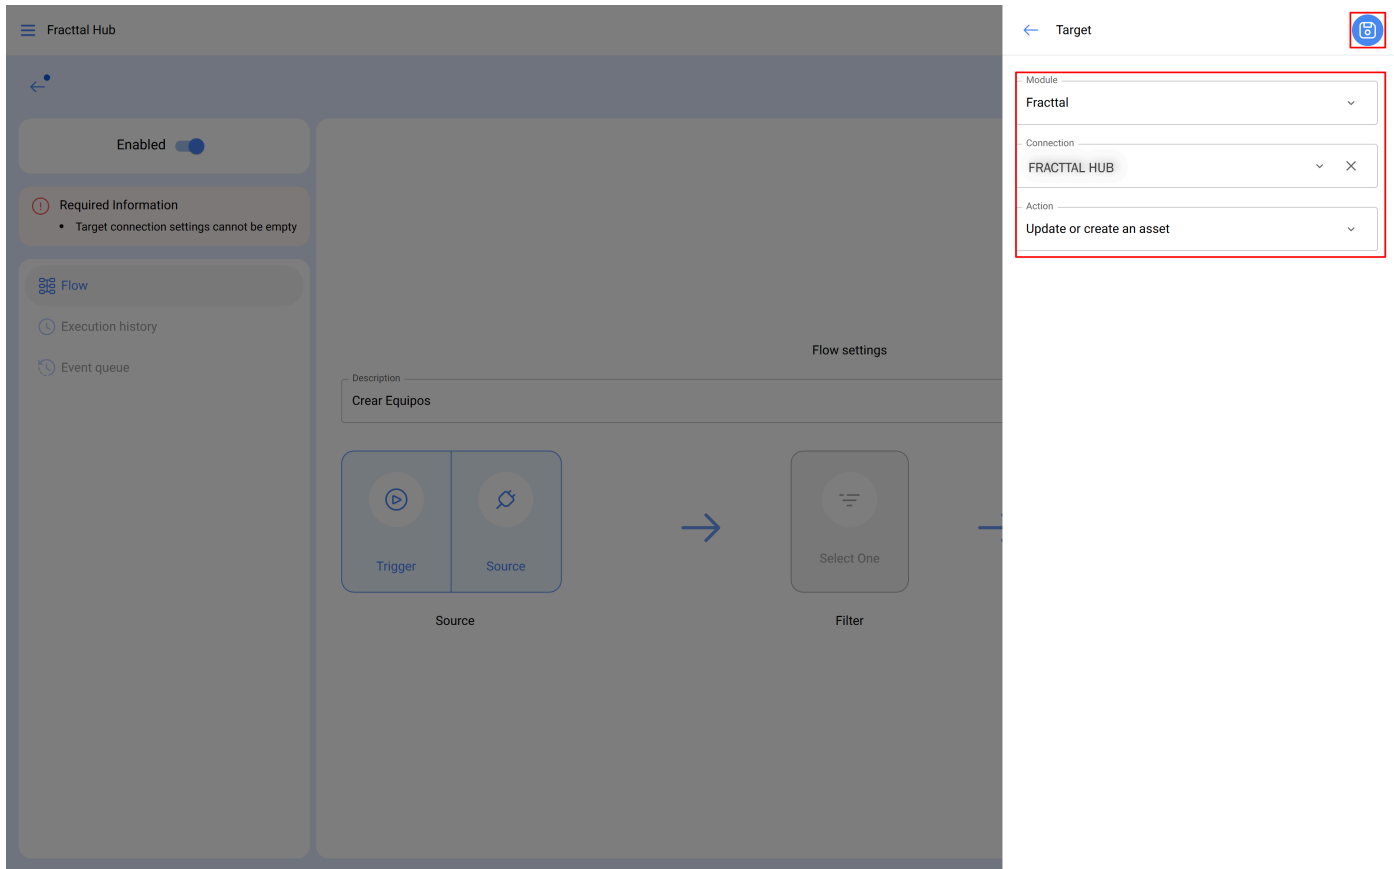 Fracttal Hub
Enabled
Required Information
• Target connection settings cannot be empty
Flow
Execution history
Event queue
Flow settings
Description
Crear Equipos
Trigger
Source
Source
Select One
Filter
Target
Module
Fracttal
Connection
FRACTTAL HUB
Action
Update or create an asset